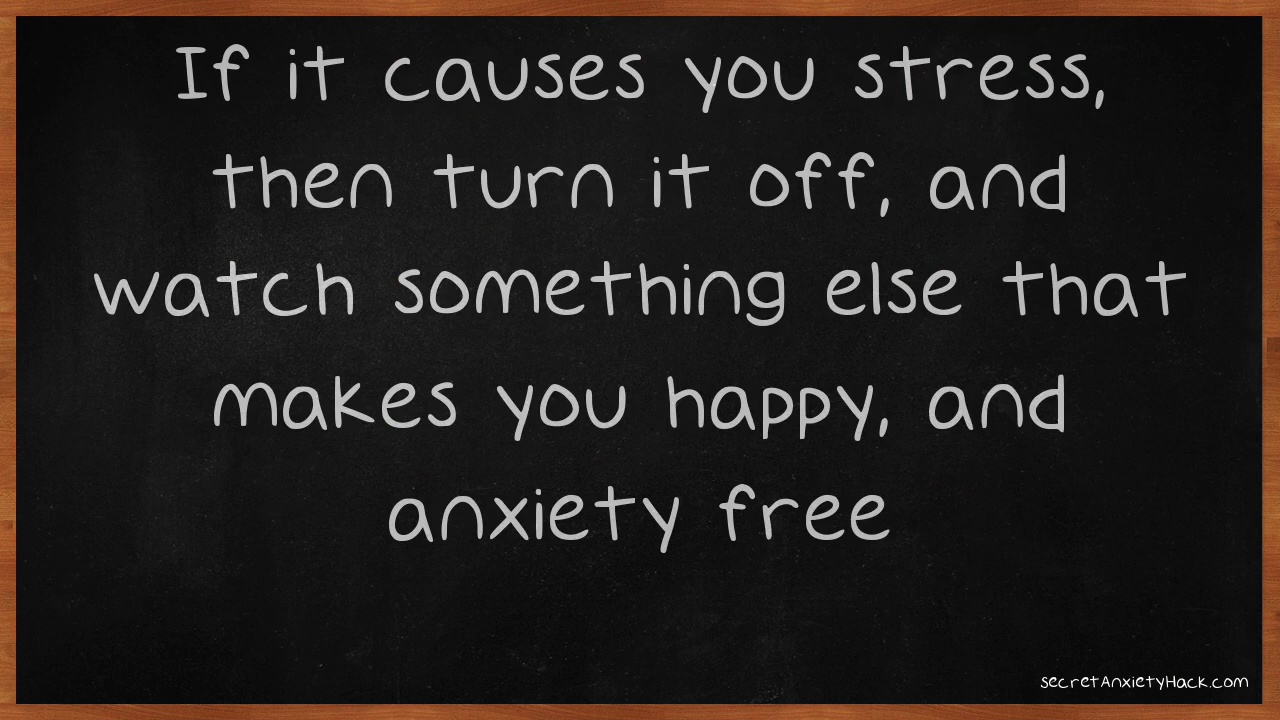 If it causes you stress,
then turn it off, and
watch something else that
makes you happy, and
anxiety free
secretAnxietyHack.com